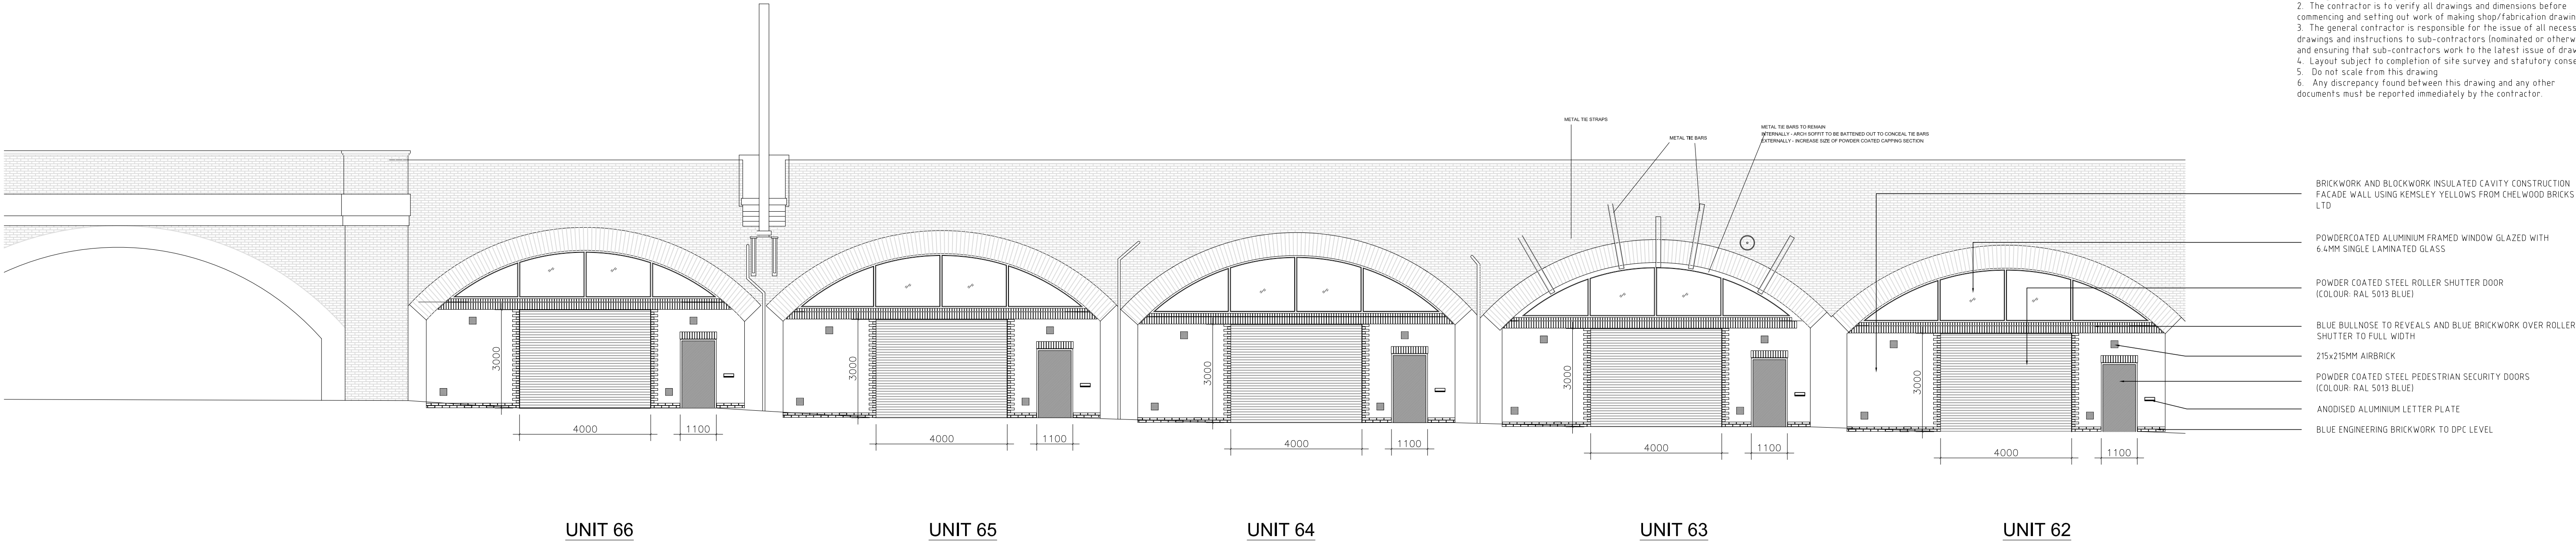 2. The contractor is to verify all drawings and dimensions before
commencing and setting out work of making shop/fabrication
3. The general contractor is responsible for the issue of all
drawings and instructions to sub-contractors (nominated or
and ensuring that sub-contractors work to the latest issue of
4. Layout subject to completion of site survey and statutory
5. Do not scale from this drawing
6. Any discrepancy found between this drawing and any other
documents must be reported immediately by the contractor.
METAL TIE STRAPS
METAL TIE BARS
METAL TIE BARS TO REMAIN
INTERNALLY - ARCH SOFFIT TO BE BATTENED OUT TO CONCEAL TIE BARS
EXTERNALLY - INCREASE SIZE OF POWDER COATED CAPPING SECTION
BRICKWORK AND BLOCKWORK INSULATED CAVITY CONSTRUCTION
FACADE WALL USING KEMSLEY YELLOWS FROM CHELWOOD BRICKS
LTD
POWDERCOATED ALUMINIUM FRAMED WINDOW GLAZED WITH
6.4MM SINGLE LAMINATED GLASS
POWDER COATED STEEL ROLLER SHUTTER DOOR
(COLOUR: RAL 5013 BLUE)
BLUE BULLNOSE TO REVEALS AND BLUE BRICKWORK OVER ROLLER
SHUTTER TO FULL WIDTH
215x215MM AIRBRICK
POWDER COATED STEEL PEDESTRIAN SECURITY DOORS
(COLOUR: RAL 5013 BLUE)
ANODISED ALUMINIUM LETTER PLATE
BLUE ENGINEERING BRICKWORK TO DPC LEVEL
3000
3000
3000
3000
3000
4000
1100
4000
1100
4000
1100
4000
1100
4000
1100
UNIT 66
UNIT 65
UNIT 64
UNIT 63
UNIT 62